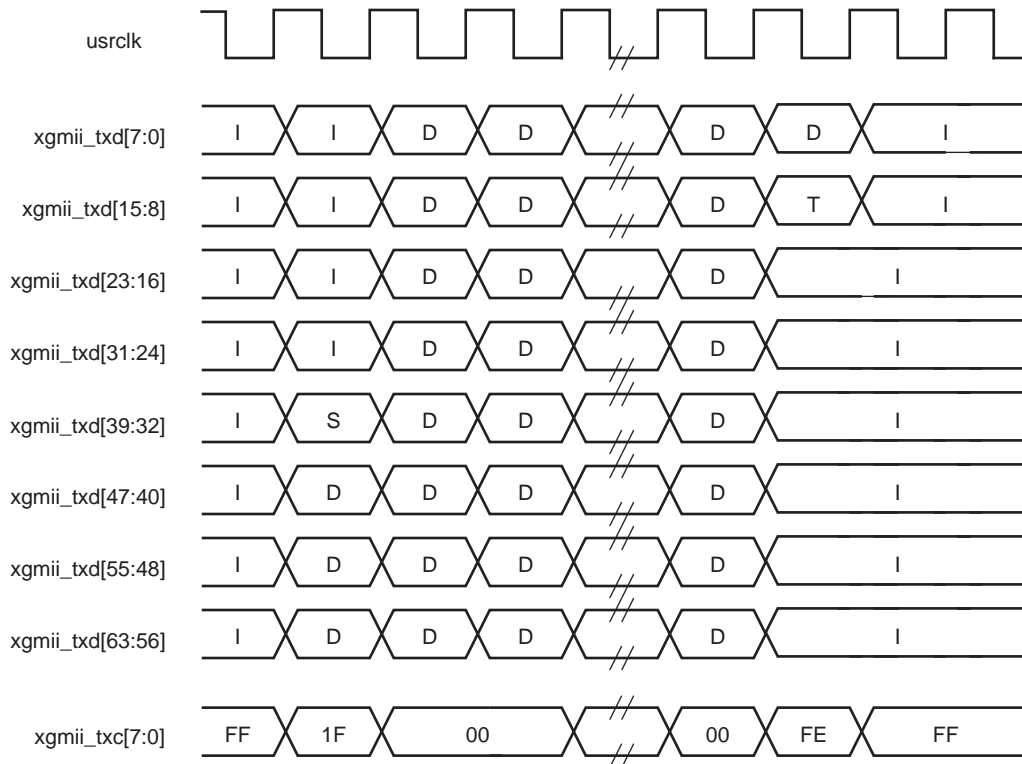 usrclk
xgmii_txd[7:0] I I D D D D I
xgmii_txd[15:8] I I D D D T I
xgmii_txd[23:16] I I D D D I
xgmii_txd[31:24] I I D D D I
xgmii_txd[39:32] I S D D D I
xgmii_txd[47:40] I D D D D I
xgmii_txd[55:48] I D D D D I
xgmii_txd[63:56] I D D D D I
xgmii_txc[7:0] FF 1F 00 00 FE FF